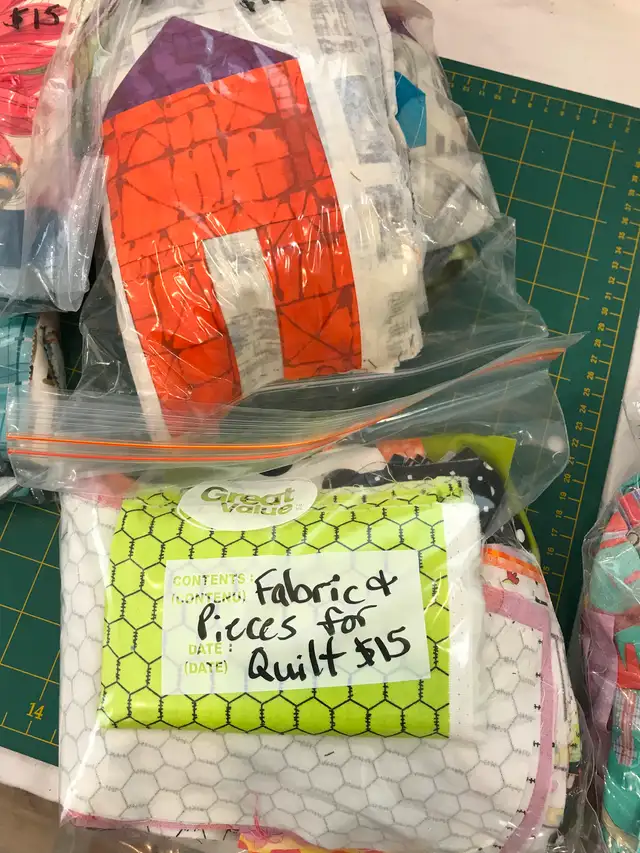 $15
Great
Value
CONTENTS : Fabric &
(CONTENU)
Pieces for
DATE :
(DATE) Quilt $15
14